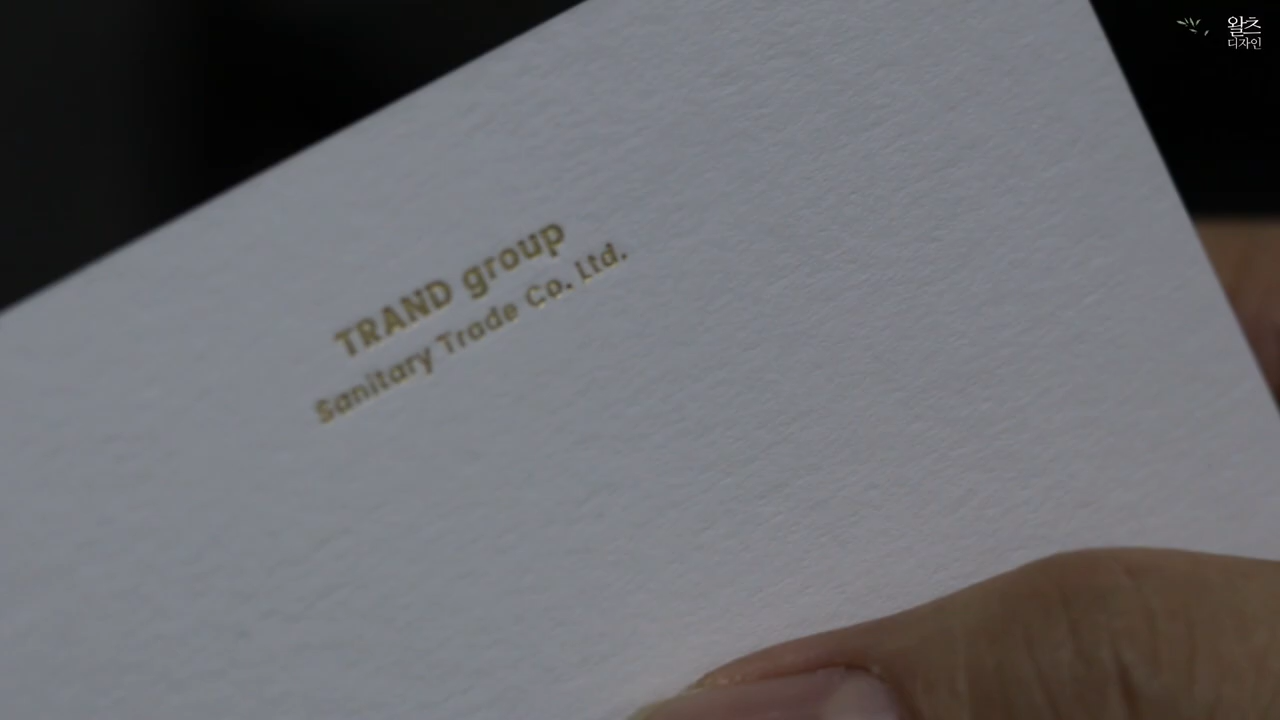 TRAND group
Sanitary Trade Co. Ltd.
왈츠
디자인